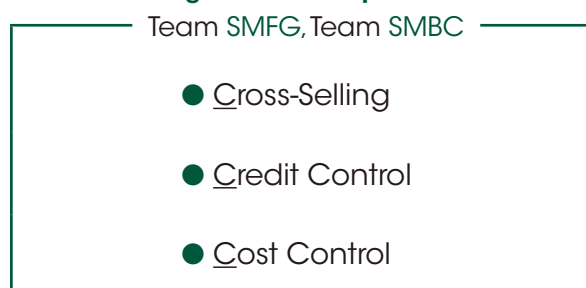 Team SMFG, Team SMBC
● Cross-Selling
● Credit Control
● Cost Control